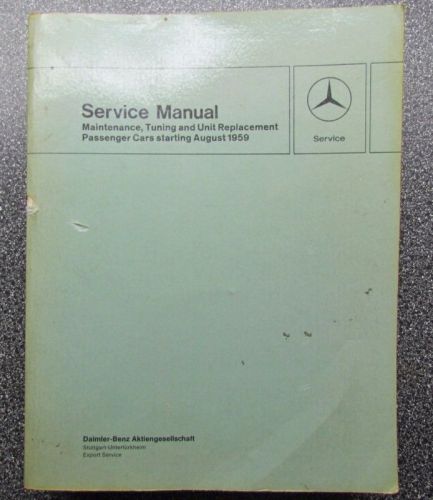 Service Manual
Maintenance, Tuning and Unit Replacement
Passenger Cars starting August 1959
Service
Daimler-Benz Aktiengesellschaft
Stuttgart-Untertürkheim
Export Service